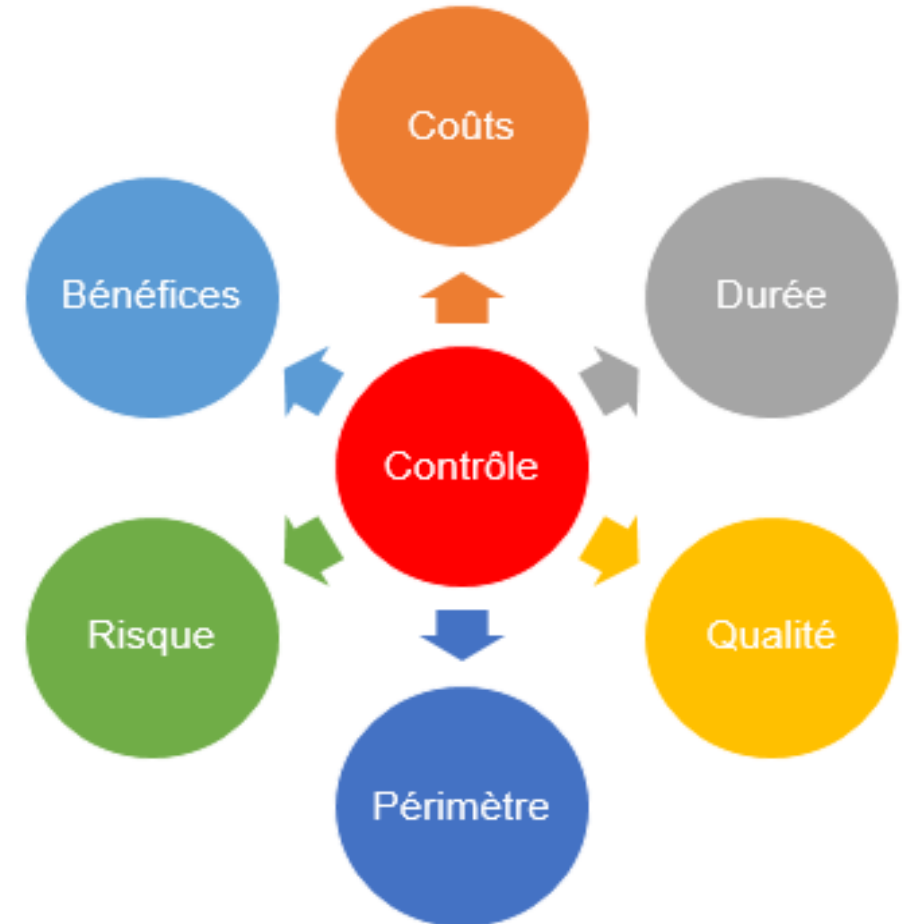 Coûts
Bénéfices
Durée
Contrôle
Risque
Qualité
Périmètre